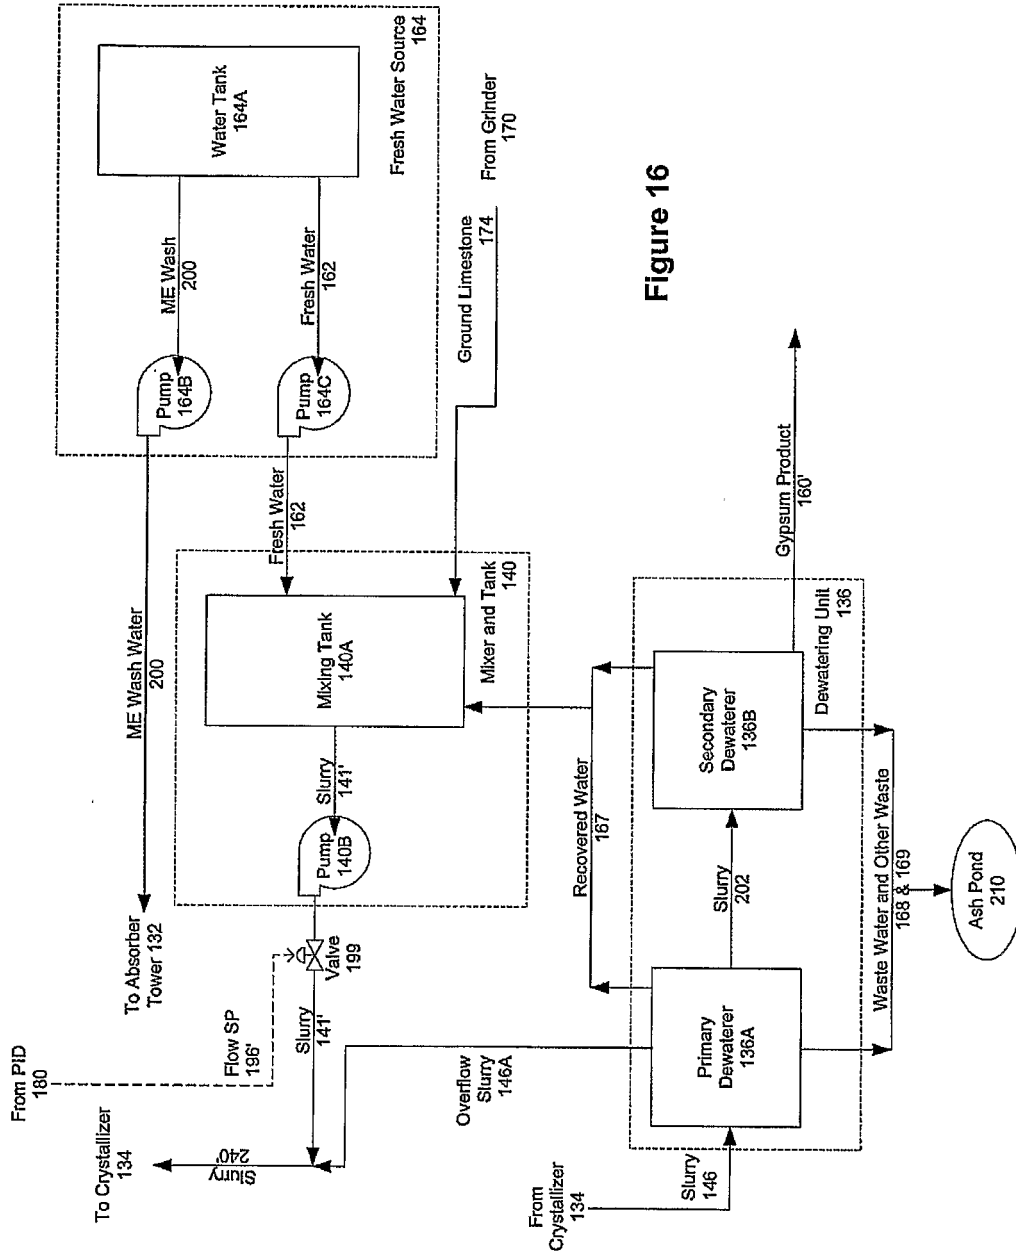 From PID
180
To Absorber
Tower 132
ME Wash Water
200
ME Wash
200
Pump
164B
Water Tank
164A
Fresh Water Source
164
Fresh Water
162
Pump
164C
Fresh Water
162
To Crystallizer
134
Slurry
240'
Flow SP
196'
Slurry
141'
Valve
199
Pump
140B
Slurry
141'
Mixing Tank
140A
Mixer and Tank
140
Ground Limestone
174
From Grinder
170
Overflow
Slurry
146A
Recovered Water
167
From
Crystallizer
134
Slurry
146
Primary
Dewaterer
136A
Slurry
202
Secondary
Dewaterer
136B
Dewatering Unit
136
Gypsum Product
160'
Waste Water and Other Waste
168 & 169
Ash Pond
210
Figure 16